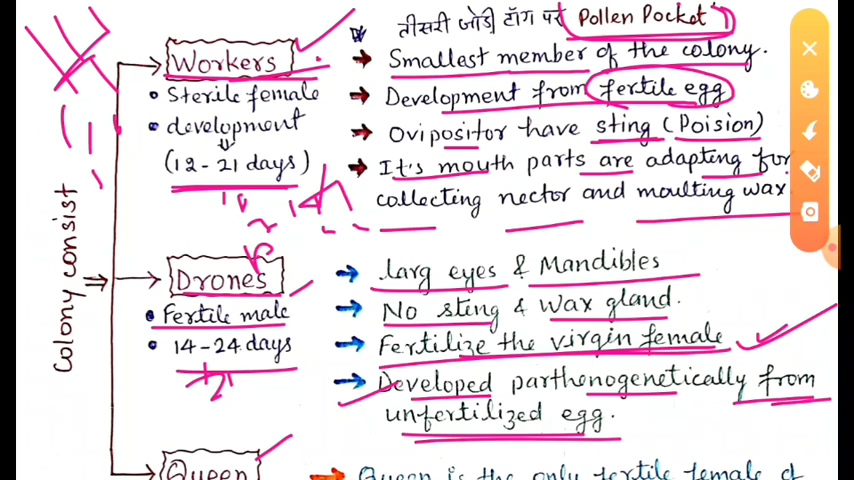 तीसरी जोड़ी टाँग पर Pollen Pocket
Workers
Smallest member of the colony.
• Sterile female
Development from fertile egg
• development
Ovipositor have sting (Poision)
(12 - 21 days)
It's mouth parts are adapting for
collecting nector and moulting wax.
Colony consist
Drones
Larg eyes & Mandibles
• Fertile male
No sting & wax gland.
• 14-24 days
Fertilize the virgin female
Developed parthenogenetically from
unfertilized egg.
Queen
Queen is the only fertile female of